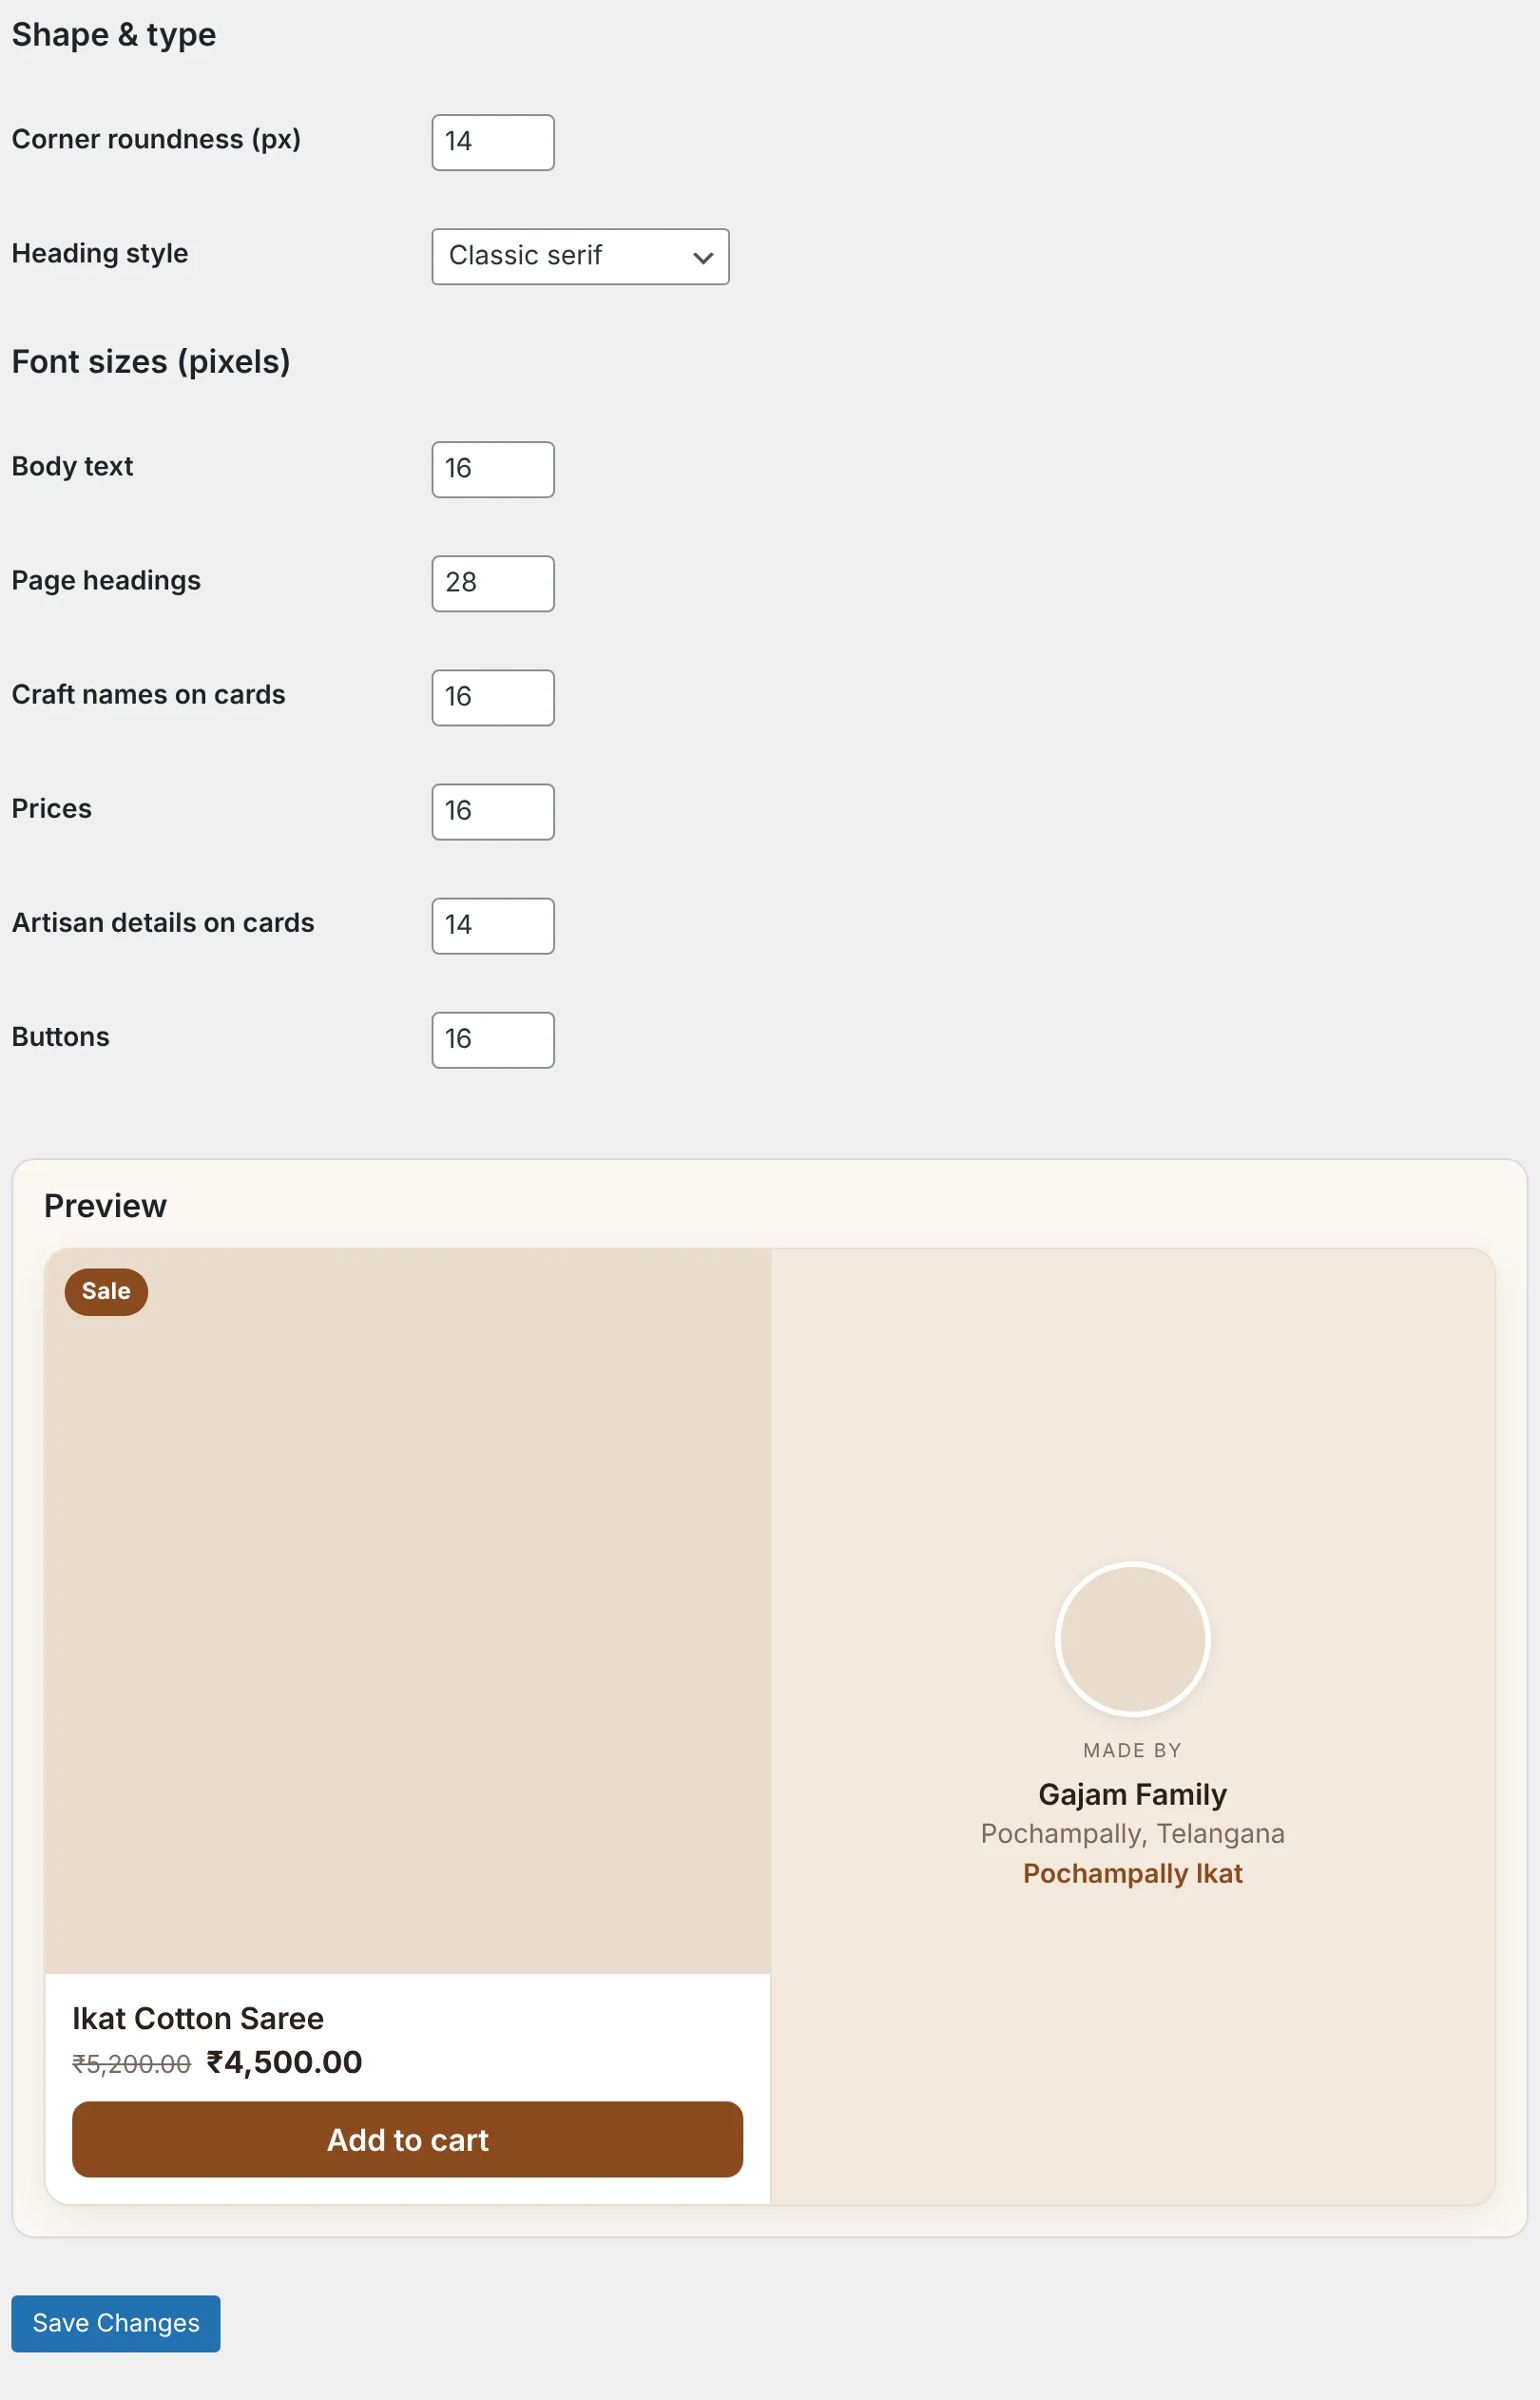 Shape & type
Corner roundness (px)
14
Heading style
Classic serif
Font sizes (pixels)
Body text
16
Page headings
28
Craft names on cards
16
Prices
16
Artisan details on cards
14
Buttons
16
Preview
Sale
MADE BY
Gajam Family
Pochampally, Telangana
Pochampally Ikat
Ikat Cotton Saree
₹5,200.00 ₹4,500.00
Add to cart
Save Changes